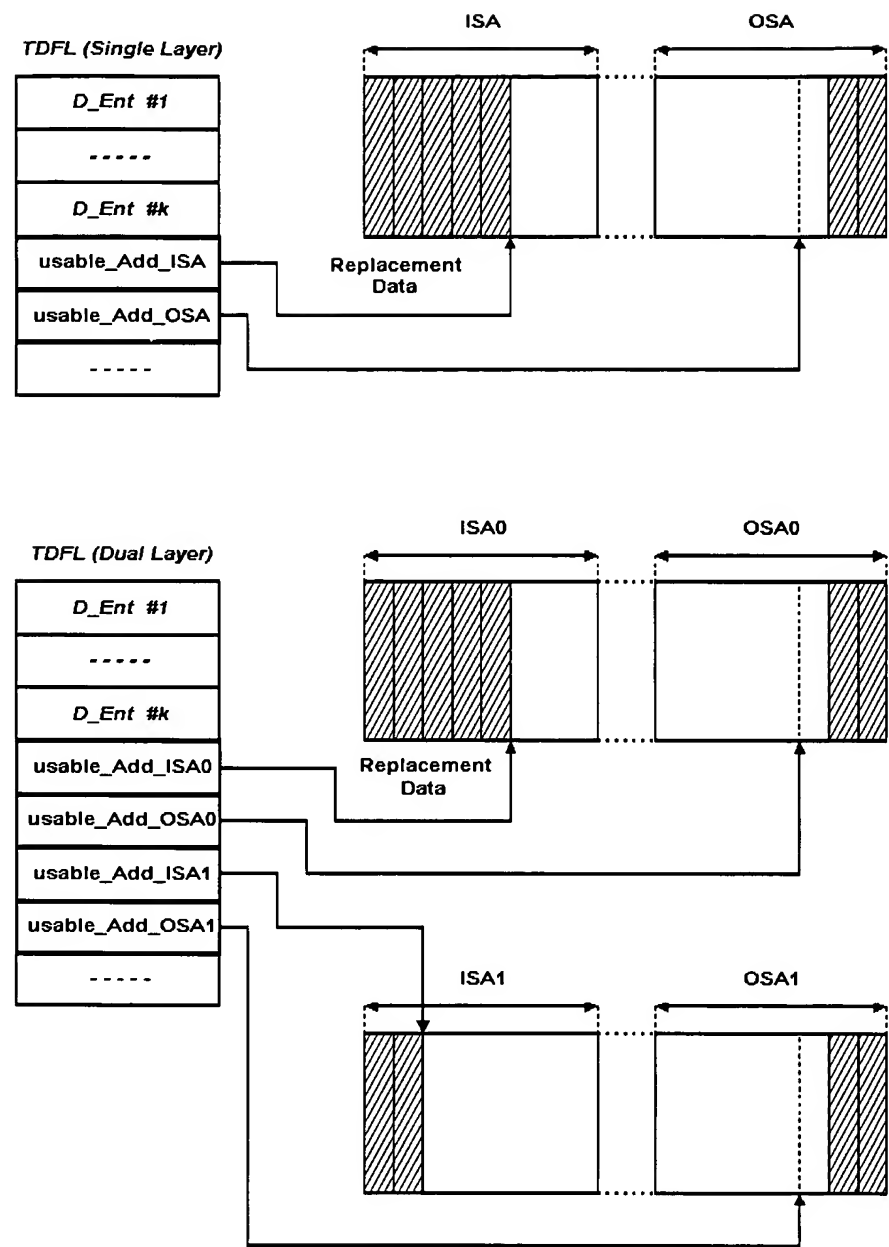 ISA
OSA
TDFL (Single Layer)
D_Ent #1
- - - - -
D_Ent #k
usable_Add_ISA
Replacement
Data
usable_Add_OSA
- - - - -
ISA0
OSA0
TDFL (Dual Layer)
D_Ent #1
- - - - -
D_Ent #k
usable_Add_ISA0
Replacement
Data
usable_Add_OSA0
usable_Add_ISA1
usable_Add_OSA1
- - - - -
ISA1
OSA1